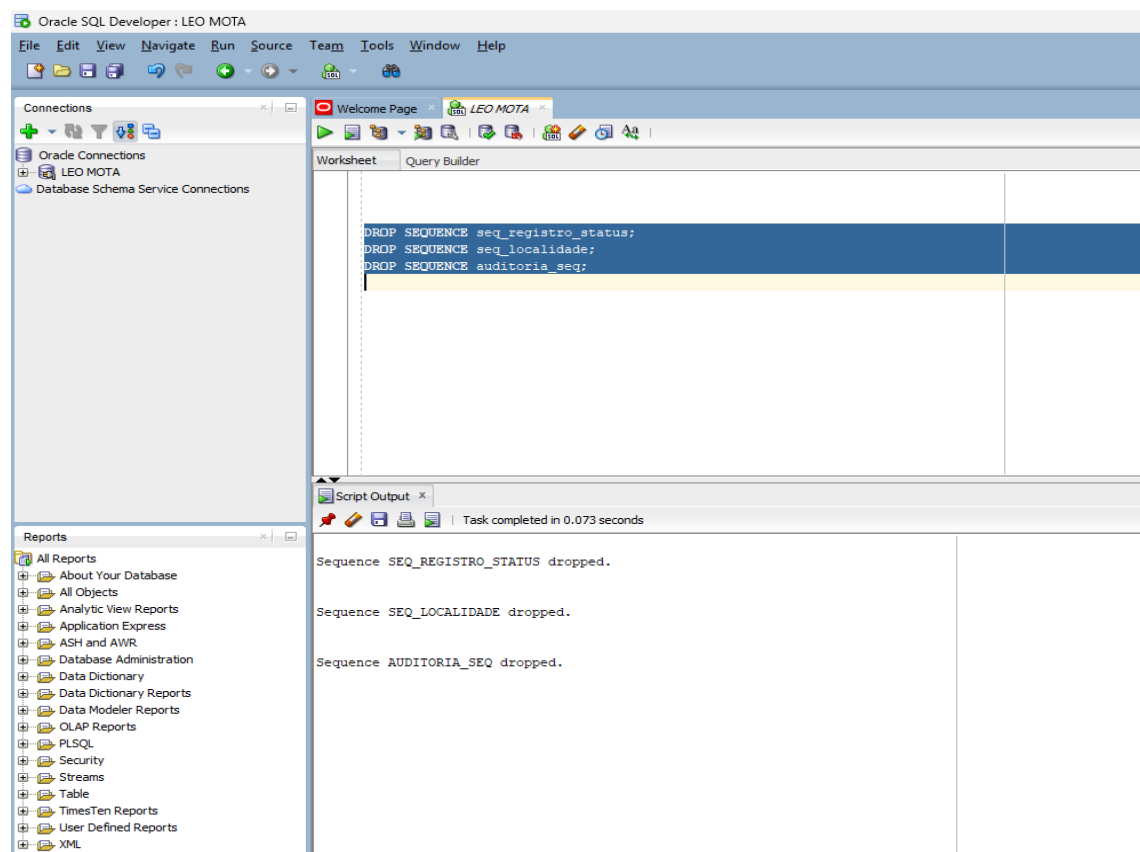 Oracle SQL Developer : LEO MOTA
File Edit View Navigate Run Source Team Tools Window Help
Connections
Oracle Connections
LEO MOTA
Database Schema Service Connections
Welcome Page LEO MOTA
Worksheet Query Builder
DROP SEQUENCE seq_registro_status;
DROP SEQUENCE seq_localidade;
DROP SEQUENCE auditoria_seq;
Script Output
Task completed in 0.073 seconds
Sequence SEQ_REGISTRO_STATUS dropped.
Sequence SEQ_LOCALIDADE dropped.
Sequence AUDITORIA_SEQ dropped.
Reports
All Reports
About Your Database
All Objects
Analytic View Reports
Application Express
ASH and AWR
Database Administration
Data Dictionary
Data Dictionary Reports
Data Modeler Reports
OLAP Reports
PLSQL
Security
Streams
Table
TimesTen Reports
User Defined Reports
XML